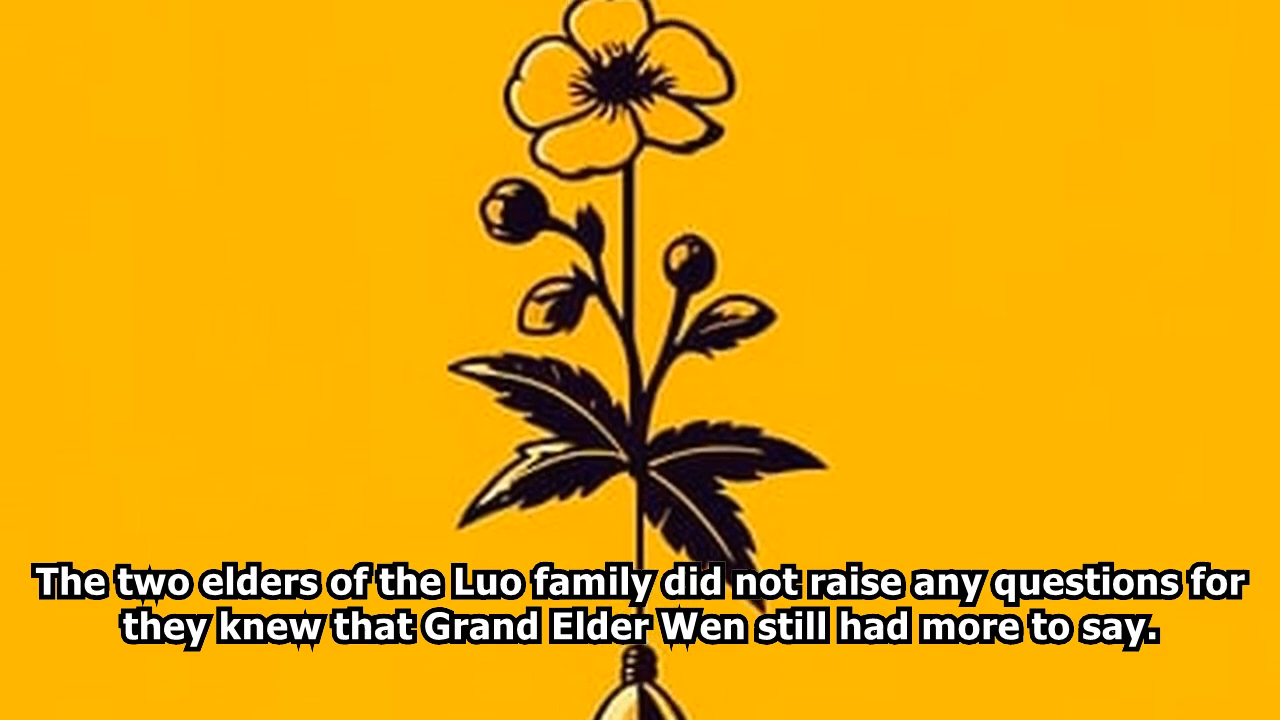 The two elders of the Luo family did not raise any questions for
they knew that Grand Elder Wen still had more to say.